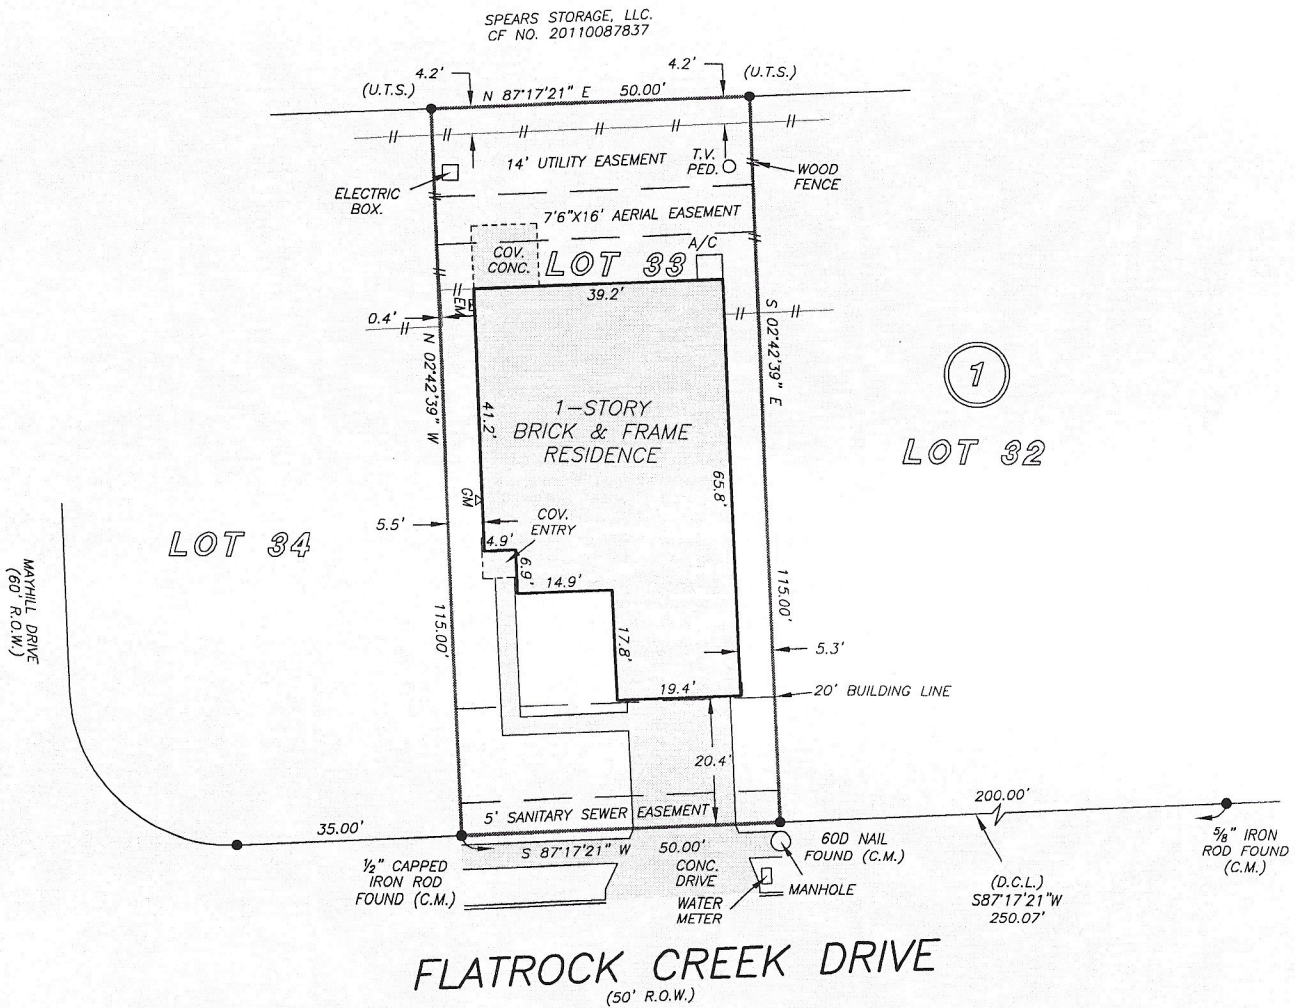 SPEARS STORAGE, LLC.
CF NO. 20110087837
4.2'
4.2'
(U.T.S.)
(U.T.S.)
N 87°17'21" E 50.00'
14' UTILITY EASEMENT
T.V.
PED.
WOOD
FENCE
ELECTRIC
BOX.
7'6"X16' AERIAL EASEMENT
COV.
CONC.
LOT 33
A/C
39.2'
EM
0.4'
N 02°42'39" W
S 02°42'39" E
1
LOT 32
41.2'
1-STORY
BRICK & FRAME
RESIDENCE
65.8'
GM
5.5'
COV.
ENTRY
LOT 34
4.9'
6.9'
14.9'
MAYHILL DRIVE
(60' R.O.W.)
115.00'
115.00'
17.8'
5.3'
19.4'
20' BUILDING LINE
20.4'
5' SANITARY SEWER EASEMENT
200.00'
35.00'
S 87°17'21" W 50.00'
60D NAIL
FOUND (C.M.)
5/8" IRON
ROD FOUND
(C.M.)
1/2" CAPPED
IRON ROD
FOUND (C.M.)
CONC.
DRIVE
MANHOLE
WATER
METER
(D.C.L.)
S87°17'21"W
250.07'
FLATROCK CREEK DRIVE
(50' R.O.W.)